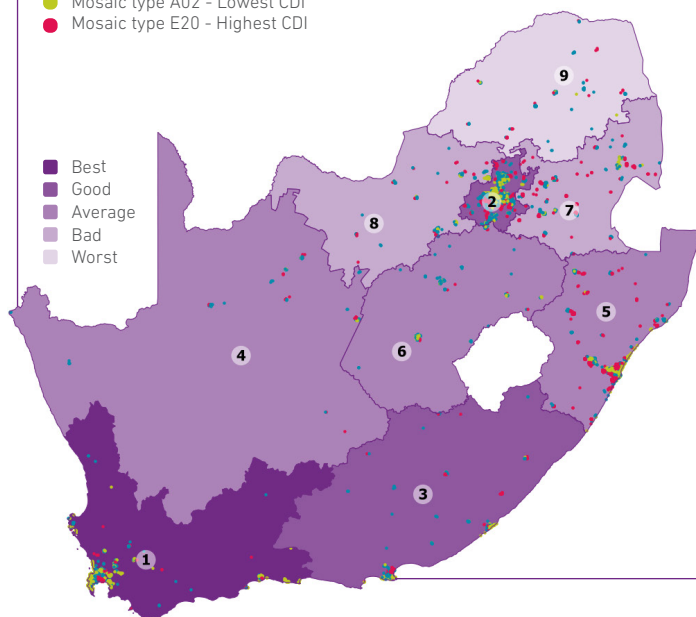 Mosaic type A02 - Lowest CDI
Mosaic type E20 - Highest CDI
Best
Good
Average
Bad
Worst
9
2
7
8
5
6
4
3
1